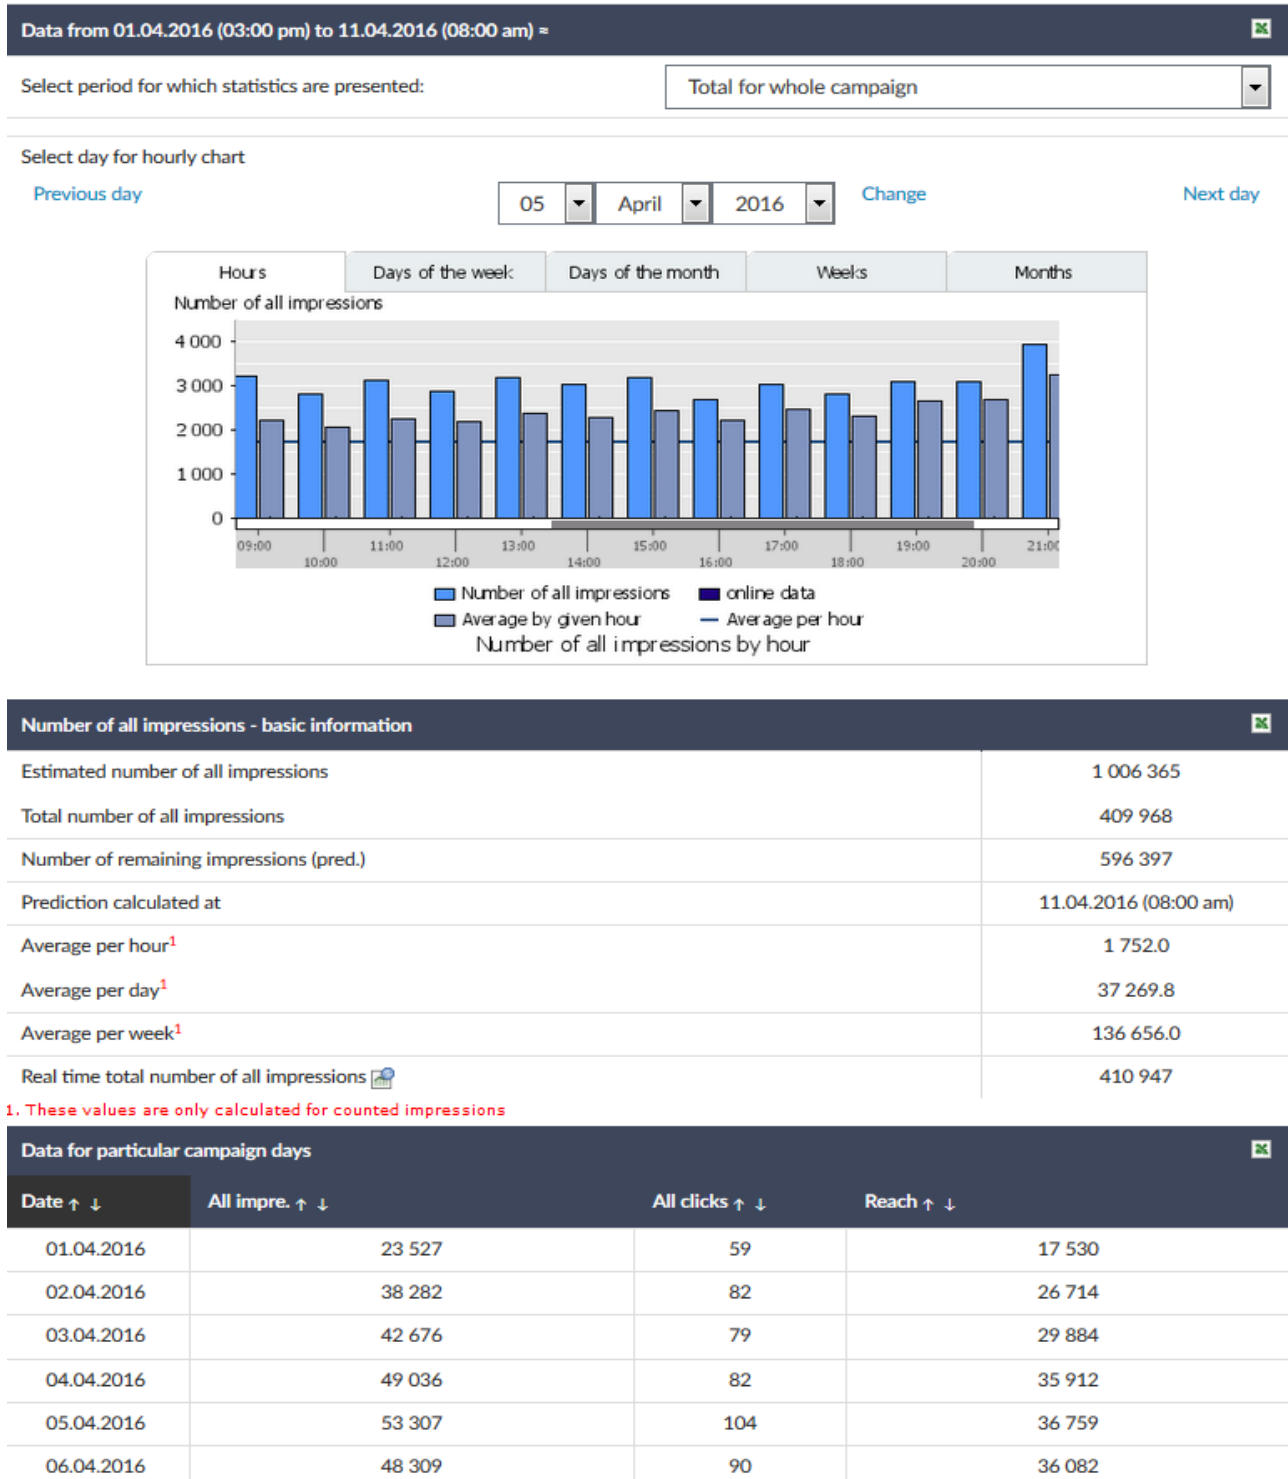 Data from 01.04.2016 (03:00 pm) to 11.04.2016 (08:00 am) ≈
Select period for which statistics are presented: Total for whole campaign
Select day for hourly chart
Previous day 05 April 2016 Change Next day
Hours Days of the week Days of the month Weeks Months
Number of all impressions
4 000
3 000
2 000
1 000
0
09:00 11:00 13:00 15:00 17:00 19:00 21:00
10:00 12:00 14:00 16:00 18:00 20:00
Number of all impressions online data
Average by given hour Average per hour
Number of all impressions by hour
Number of all impressions - basic information
Estimated number of all impressions 1 006 365
Total number of all impressions 409 968
Number of remaining impressions (pred.) 596 397
Prediction calculated at 11.04.2016 (08:00 am)
Average per hour1 1 752.0
Average per day1 37 269.8
Average per week1 136 656.0
Real time total number of all impressions 410 947
1. These values are only calculated for counted impressions
Data for particular campaign days
Date ↑ ↓ All impre. ↑ ↓ All clicks ↑ ↓ Reach ↑ ↓
01.04.2016 23 527 59 17 530
02.04.2016 38 282 82 26 714
03.04.2016 42 676 79 29 884
04.04.2016 49 036 82 35 912
05.04.2016 53 307 104 36 759
06.04.2016 48 309 90 36 082